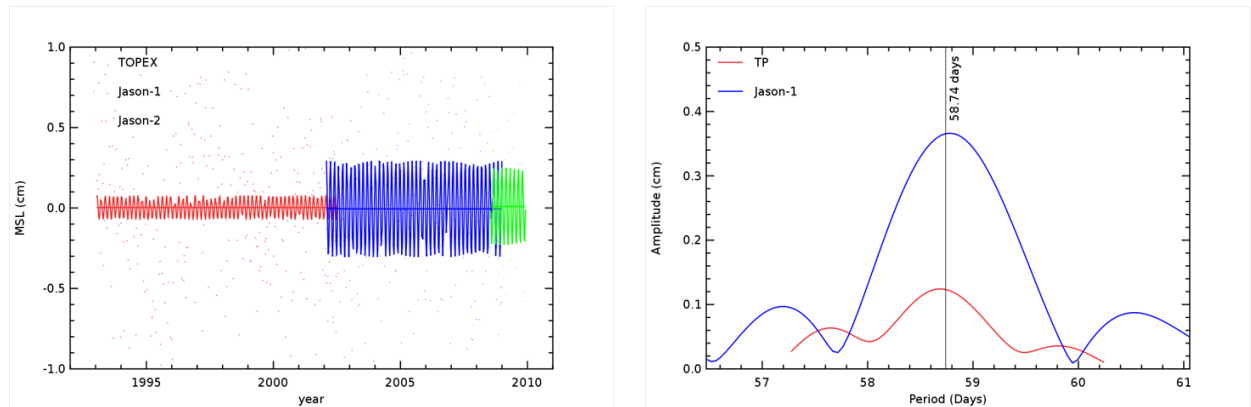 1.0
0.5
0.0
-0.5
-1.0
MSL (cm)
TOPEX
Jason-1
Jason-2
1995 2000 2005 2010
year
0.5
0.4
0.3
0.2
0.1
0.0
Amplitude (cm)
TP
Jason-1
58.74 days
57 58 59 60 61
Period (Days)